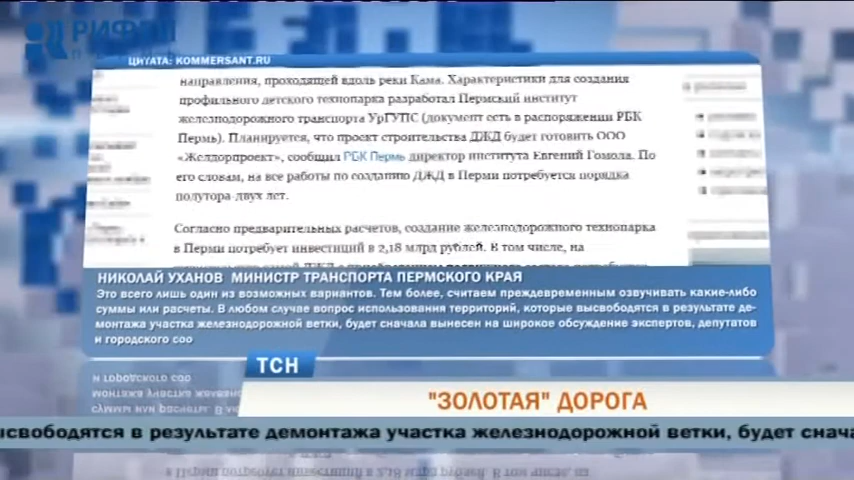 РИФЕЙ
ЦИТАТА: KOMMERSANT.RU
направления, проходящей вдоль реки Кама. Характеристики для создания
профильного детского технопарка разработал Пермский институт
железнодорожного транспорта УрГУПС (документ есть в распоряжении РБК
Пермь). Планируется, что проект строительства ДЖД будет готовить ООО
«Желдорпроект», сообщил РБК Пермь директор института Евгений Гомола. По
его словам, на все работы по созданию ДЖД в Перми потребуется порядка
полутора-двух лет.
Согласно предварительных расчетов, создание железнодорожного технопарка
в Перми потребует инвестиций в 2,18 млрд рублей. В том числе, на
НИКОЛАЙ УХАНОВ МИНИСТР ТРАНСПОРТА ПЕРМСКОГО КРАЯ
Это всего лишь один из возможных вариантов. Тем более, считаем преждевременным озвучивать какие-либо
суммы или расчеты. В любом случае вопрос использования территорий, которые высвободятся в результате де-
монтажа участка железнодорожной ветки, будет сначала вынесен на широкое обсуждение экспертов, депутатов
и городского соо
ТСН
"ЗОЛОТАЯ" ДОРОГА
ысвободятся в результате демонтажа участка железнодорожной ветки, будет снача